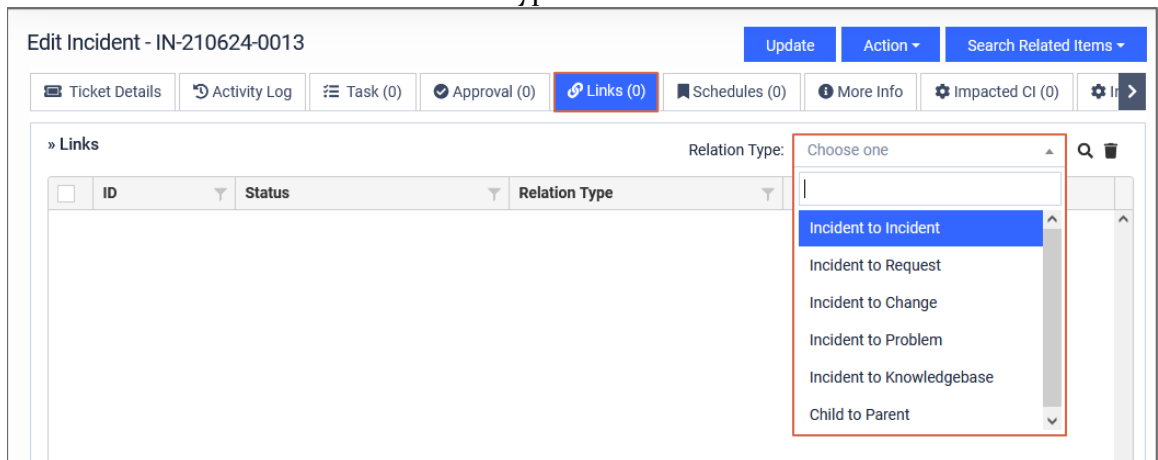 Edit Incident - IN-210624-0013
Update
Action
Search Related Items
Ticket Details
Activity Log
Task (0)
Approval (0)
Links (0)
Schedules (0)
More Info
Impacted CI (0)
» Links
Relation Type:
Choose one
ID
Status
Relation Type
Incident to Incident
Incident to Request
Incident to Change
Incident to Problem
Incident to Knowledgebase
Child to Parent